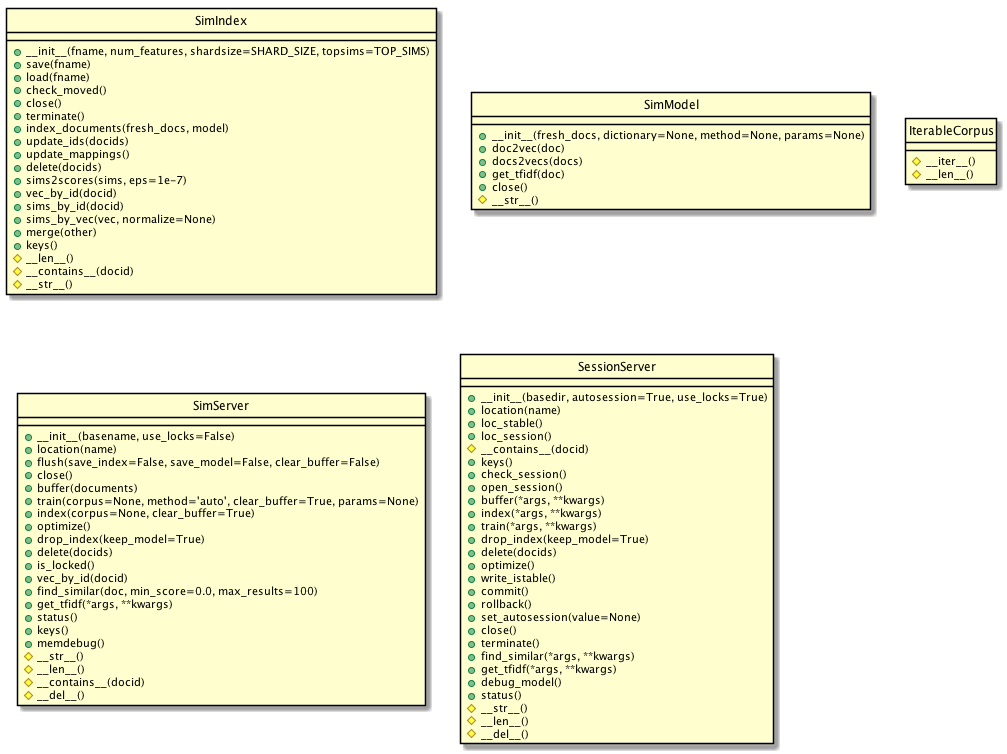 SimIndex
__init__(fname, num_features, shardsize=SHARD_SIZE, topsims=TOP_SIMS)
save(fname)
load(fname)
check_moved()
close()
terminate()
index_documents(fresh_docs, model)
update_ids(docids)
update_mappings()
delete(docids)
sims2scores(sims, eps=1e-7)
vec_by_id(docid)
sims_by_id(docid)
sims_by_vec(vec, normalize=None)
merge(other)
keys()
__len__()
__contains__(docid)
__str__()
SimModel
__init__(fresh_docs, dictionary=None, method=None, params=None)
doc2vec(doc)
docs2vecs(docs)
get_tfidf(doc)
close()
__str__()
IterableCorpus
__iter__()
__len__()
SimServer
__init__(basename, use_locks=False)
location(name)
flush(save_index=False, save_model=False, clear_buffer=False)
close()
buffer(documents)
train(corpus=None, method='auto', clear_buffer=True, params=None)
index(corpus=None, clear_buffer=True)
optimize()
drop_index(keep_model=True)
delete(docids)
is_locked()
vec_by_id(docid)
find_similar(doc, min_score=0.0, max_results=100)
get_tfidf(*args, **kwargs)
status()
keys()
memdebug()
__str__()
__len__()
__contains__(docid)
__del__()
SessionServer
__init__(basedir, autosession=True, use_locks=True)
location(name)
loc_stable()
loc_session()
__contains__(docid)
keys()
check_session()
open_session()
buffer(*args, **kwargs)
index(*args, **kwargs)
train(*args, **kwargs)
drop_index(keep_model=True)
delete(docids)
optimize()
write_istable()
commit()
rollback()
set_autosession(value=None)
close()
terminate()
find_similar(*args, **kwargs)
get_tfidf(*args, **kwargs)
debug_model()
status()
__str__()
__len__()
__del__()